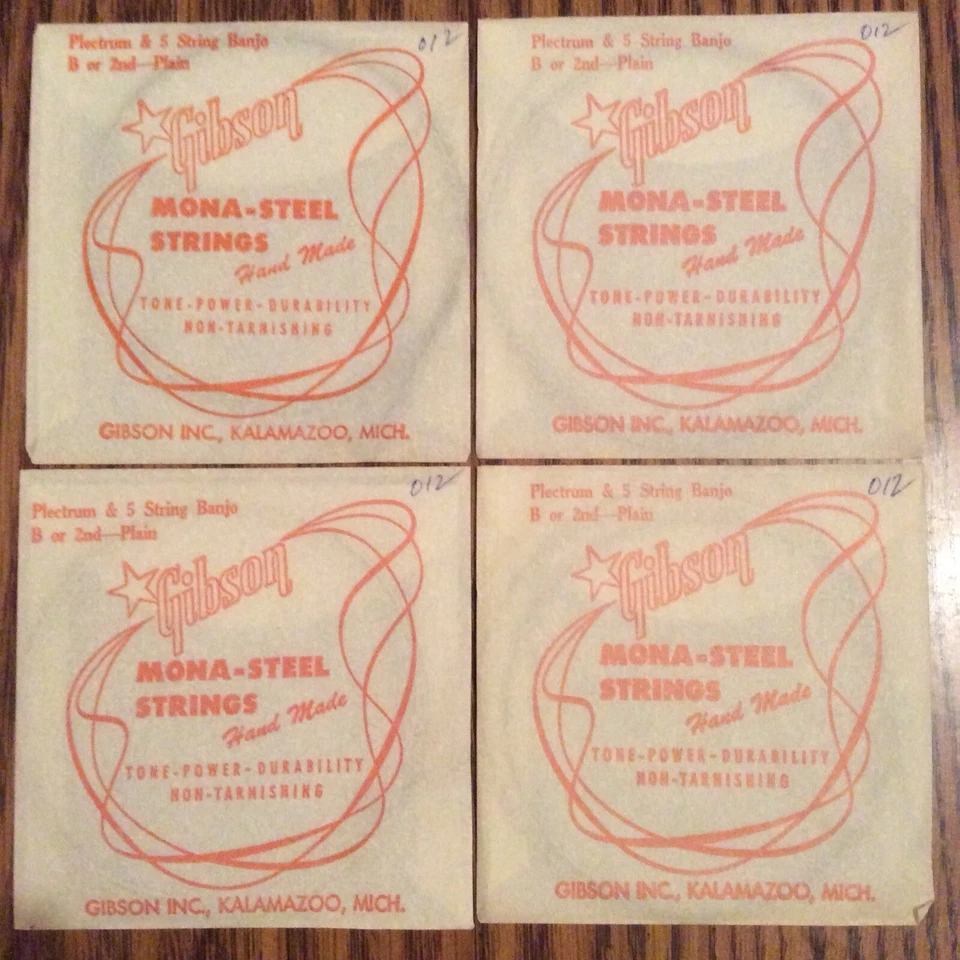 Plectrum & 5 String Banjo
012
B or 2nd—Plain
Gibson
MONA-STEEL
STRINGS
Hand Made
TONE-POWER-DURABILITY
NON-TARNISHING
GIBSON INC., KALAMAZOO, MICH.
Plectrum & 5 String Banjo
012
B or 2nd—Plain
Gibson
MONA-STEEL
STRINGS
Hand Made
TONE-POWER-DURABILITY
NON-TARNISHING
GIBSON INC., KALAMAZOO, MICH.
012
Plectrum & 5 String Banjo
B or 2nd—Plain
Gibson
MONA-STEEL
STRINGS
Hand Made
TONE-POWER-DURABILITY
NON-TARNISHING
GIBSON INC., KALAMAZOO, MICH.
Plectrum & 5 String Banjo
012
B or 2nd—Plain
Gibson
MONA-STEEL
STRINGS
Hand Made
TONE-POWER-DURABILITY
NON-TARNISHING
GIBSON INC., KALAMAZOO, MICH.